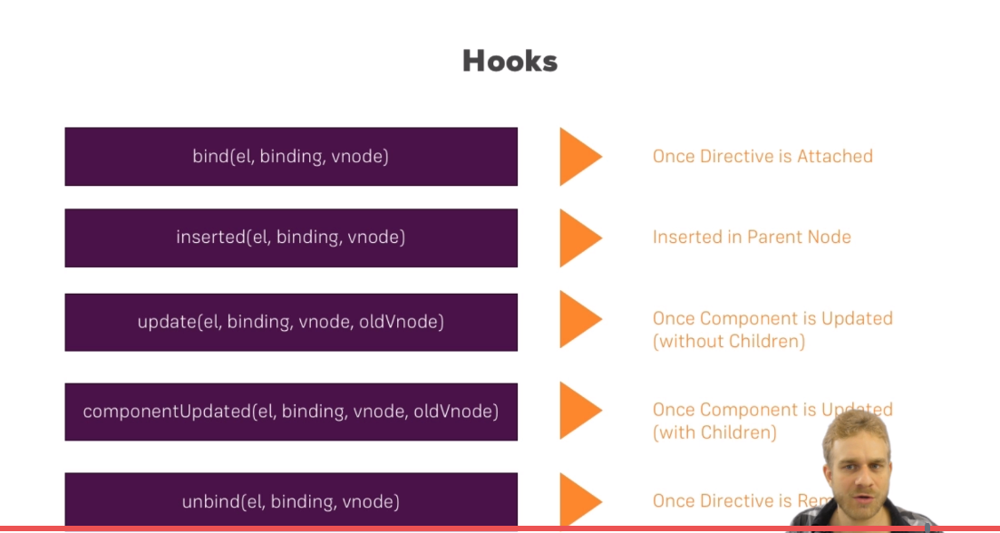 Hooks
bind(el, binding, vnode)
Once Directive is Attached
inserted(el, binding, vnode)
Inserted in Parent Node
update(el, binding, vnode, oldVnode)
Once Component is Updated
(without Children)
componentUpdated(el, binding, vnode, oldVnode)
Once Component is Updated
(with Children)
unbind(el, binding, vnode)
Once Directive is